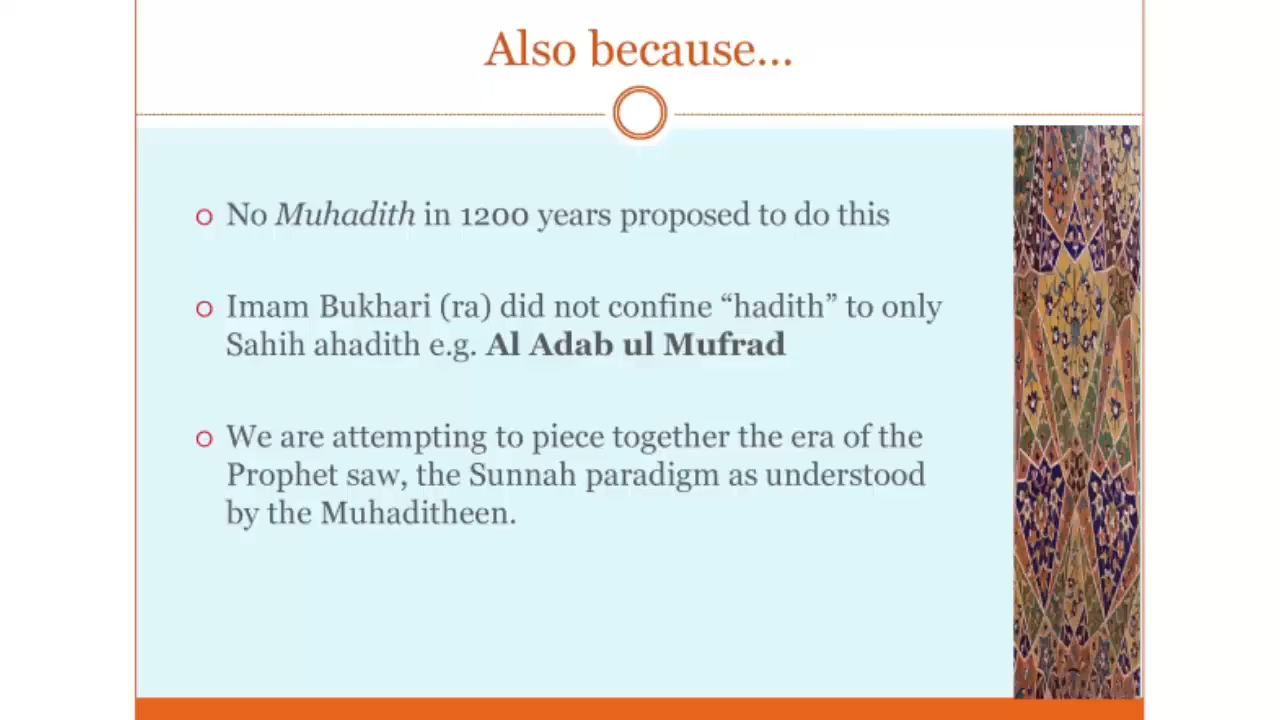 Also because...
No Muhadith in 1200 years proposed to do this
Imam Bukhari (ra) did not confine “hadith” to only
Sahih ahadith e.g. Al Adab ul Mufrad
We are attempting to piece together the era of the
Prophet saw, the Sunnah paradigm as understood
by the Muhaditheen.